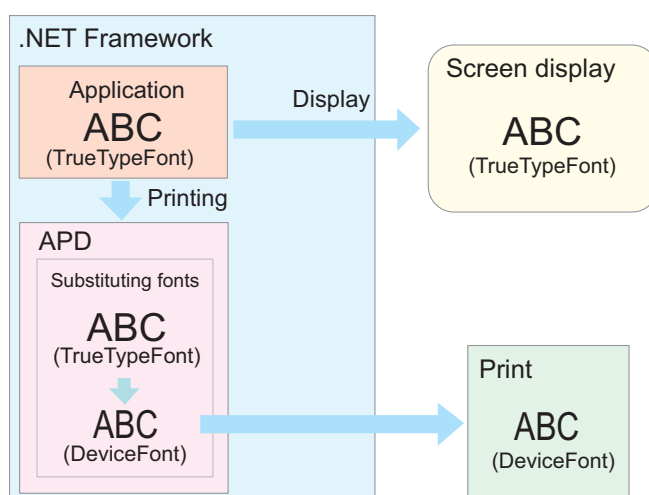 .NET Framework
Application
ABC
(TrueTypeFont)
Display
Screen display
ABC
(TrueTypeFont)
Printing
APD
Substituting fonts
ABC
(TrueTypeFont)
ABC
(DeviceFont)
Print
ABC
(DeviceFont)